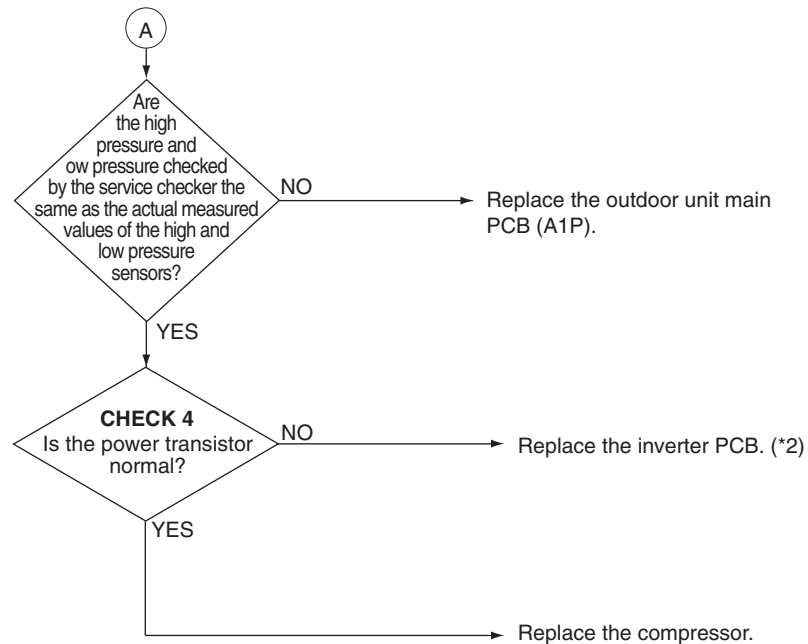 A
Are
the high
pressure and
ow pressure checked
by the service checker the
same as the actual measured
values of the high and
low pressure
sensors?
NO
Replace the outdoor unit main
PCB (A1P).
YES
CHECK 4
Is the power transistor
normal?
NO
Replace the inverter PCB. (*2)
YES
Replace the compressor.